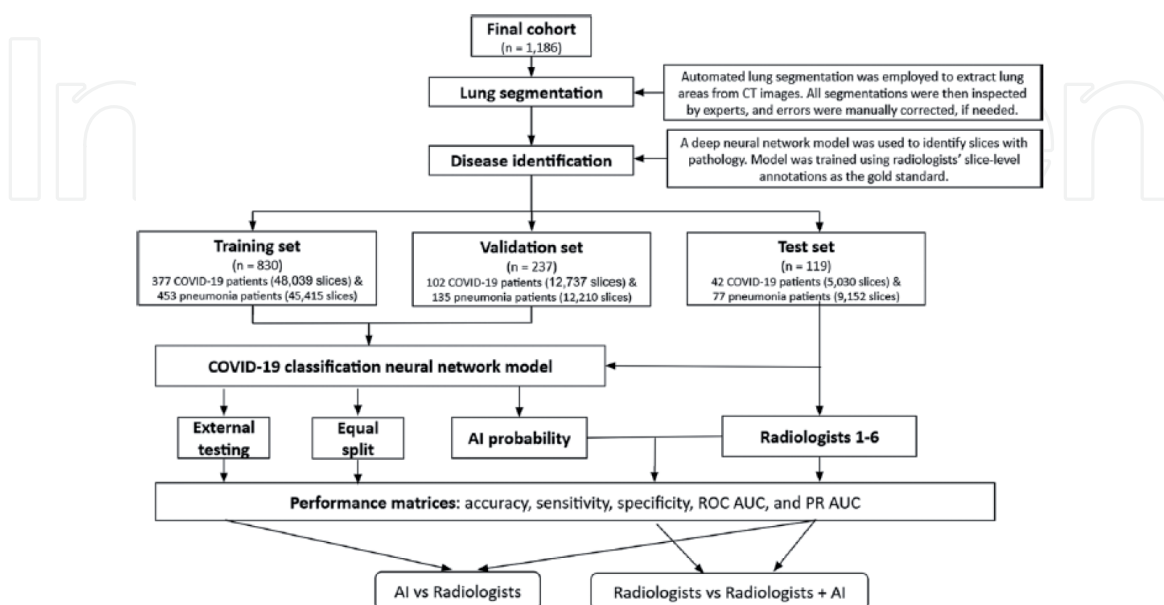 Final cohort
(n = 1,186)
Lung segmentation
Automated lung segmentation was employed to extract lung
areas from CT images. All segmentations were then inspected
by experts, and errors were manually corrected, if needed.
Disease identification
A deep neural network model was used to identify slices with
pathology. Model was trained using radiologists' slice-level
annotations as the gold standard.
Training set
(n = 830)
377 COVID-19 patients (48,039 slices) &
453 pneumonia patients (45,415 slices)
Validation set
(n = 237)
102 COVID-19 patients (12,737 slices) &
135 pneumonia patients (12,210 slices)
Test set
(n = 119)
42 COVID-19 patients (5,030 slices) &
77 pneumonia patients (9,152 slices)
COVID-19 classification neural network model
External
testing
Equal
split
AI probability
Radiologists 1-6
Performance matrices: accuracy, sensitivity, specificity, ROC AUC, and PR AUC
AI vs Radiologists
Radiologists vs Radiologists + AI